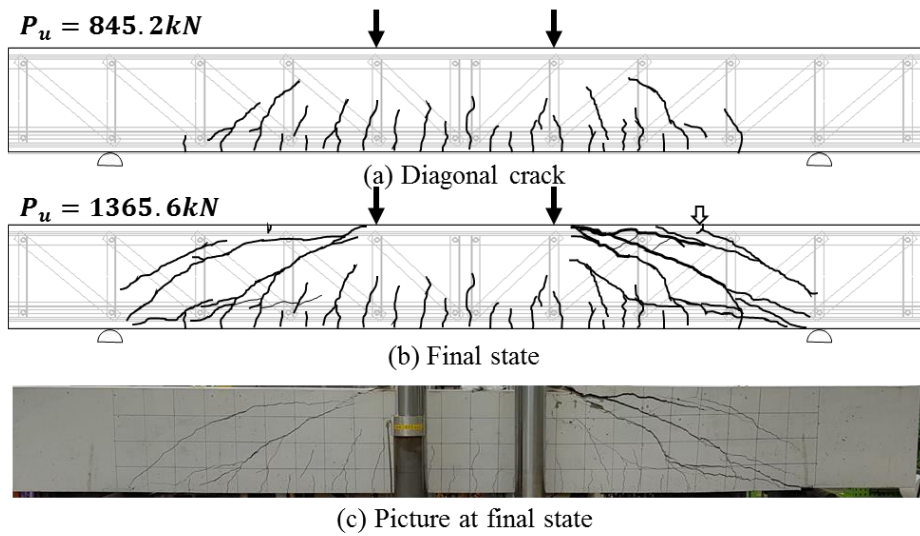 P_u = 845.2kN
(a) Diagonal crack
P_u = 1365.6kN
(b) Final state
(c) Picture at final state